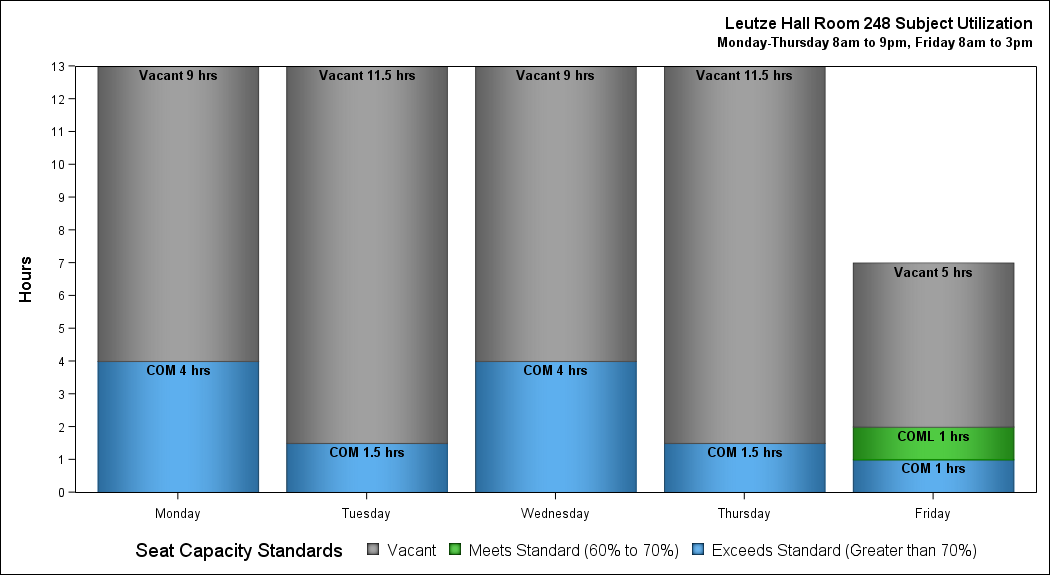 Leutze Hall Room 248 Subject Utilization
Monday-Thursday 8am to 9pm, Friday 8am to 3pm
Hours
13
12
11
10
9
8
7
6
5
4
3
2
1
0
Vacant 9 hrs
COM 4 hrs
Vacant 11.5 hrs
COM 1.5 hrs
Vacant 9 hrs
COM 4 hrs
Vacant 11.5 hrs
COM 1.5 hrs
Vacant 5 hrs
COML 1 hrs
COM 1 hrs
Monday Tuesday Wednesday Thursday Friday
Seat Capacity Standards Vacant Meets Standard (60% to 70%) Exceeds Standard (Greater than 70%)